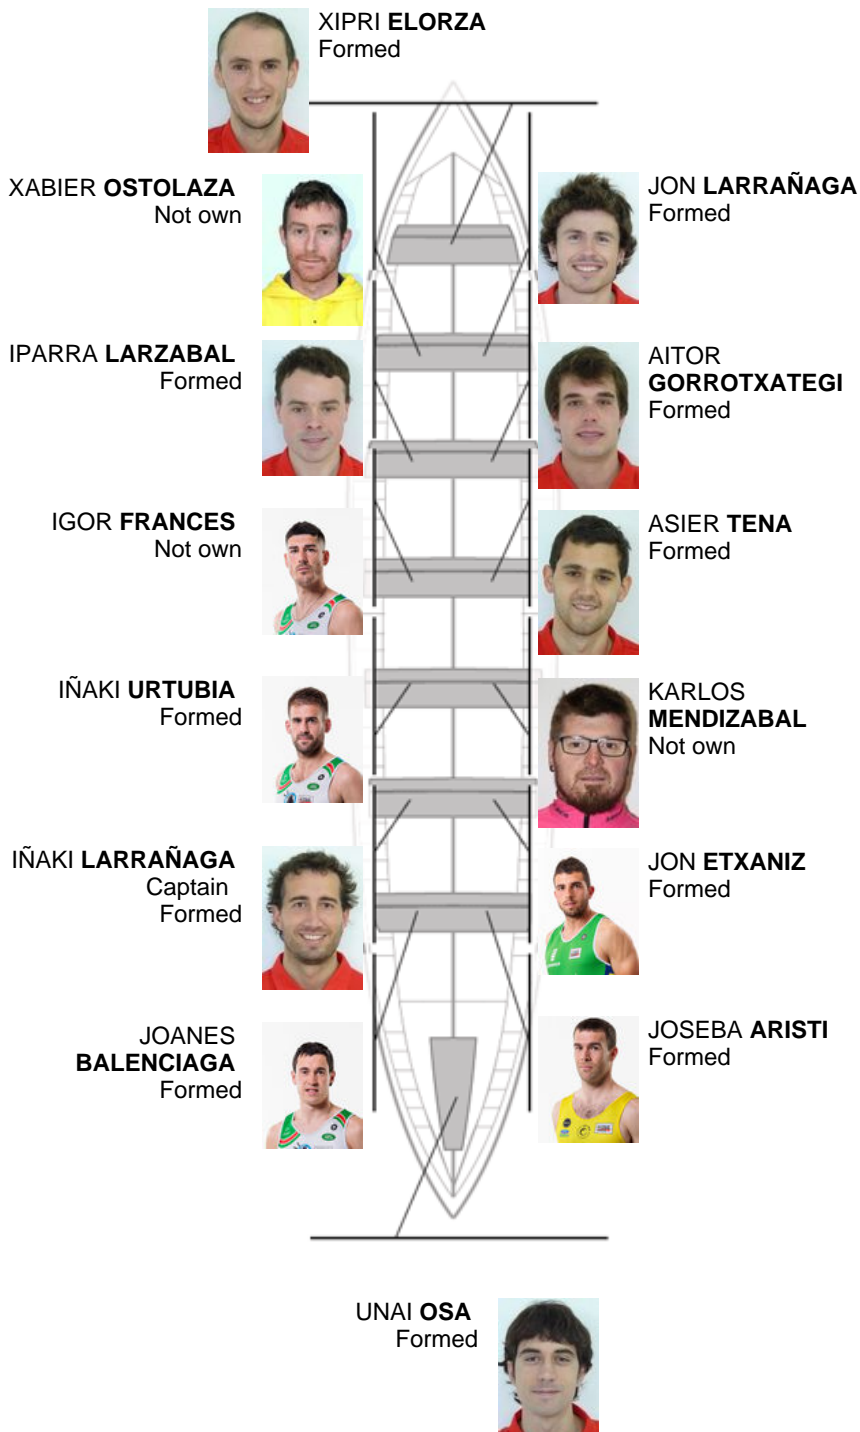 XIPRI ELORZA
Formed
XABIER OSTOLAZA
Not own
JON LARRAÑAGA
Formed
IPARRA LARZABAL
Formed
AITOR
GORROTXATEGI
Formed
IGOR FRANCES
Not own
ASIER TENA
Formed
IÑAKI URTUBIA
Formed
KARLOS
MENDIZABAL
Not own
IÑAKI LARRAÑAGA
Captain
Formed
JON ETXANIZ
Formed
JOANES
BALENCIAGA
Formed
JOSEBA ARISTI
Formed
UNAI OSA
Formed